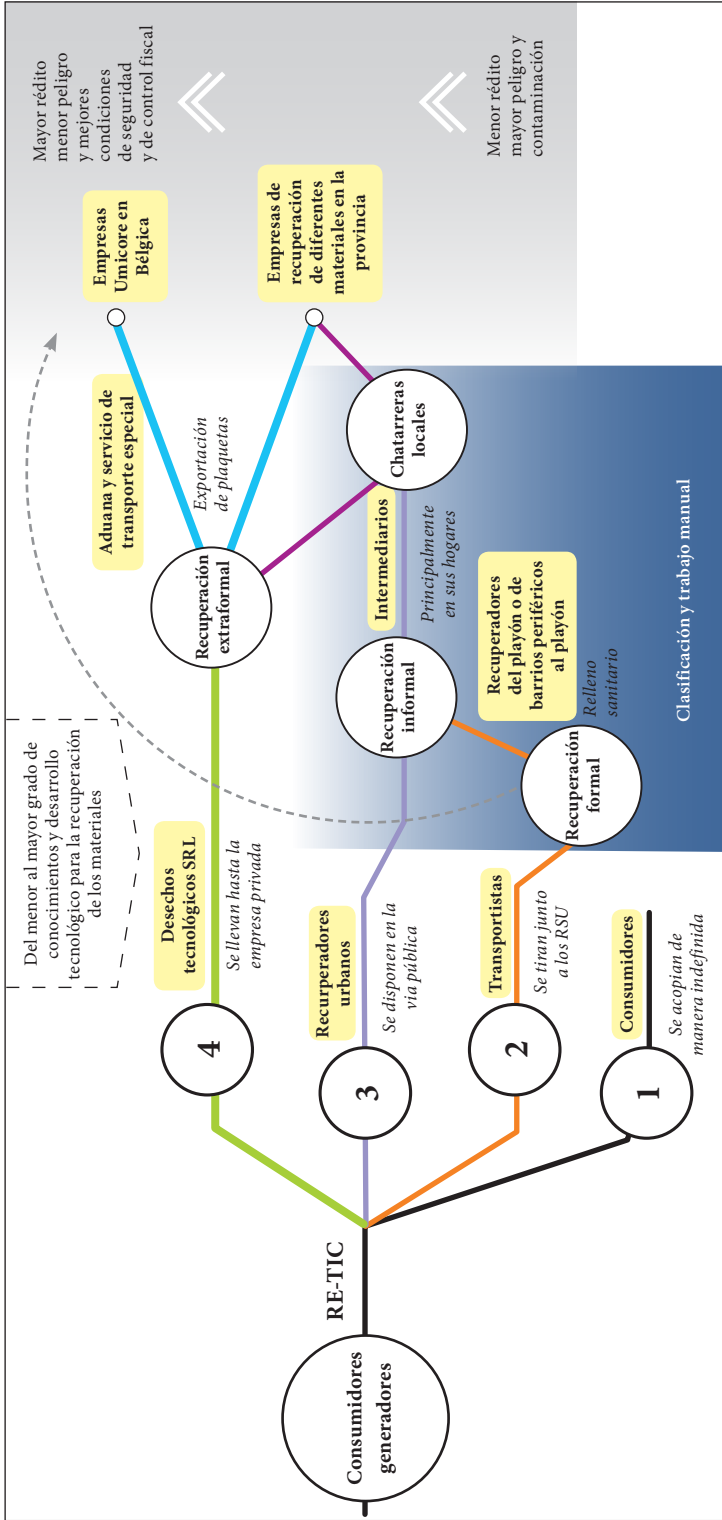 Consumidores
generadores
RE-TIC
Del menor al mayor grado de
conocimientos y desarrollo
tecnológico para la recuperación
de los materiales
4
Desechos
tecnológicos SRL
Se llevan hasta la
empresa privada
3
Recurperadores
urbanos
Se disponen en la
via pública
2
Transportistas
Se tiran junto
a los RSU
1
Consumidores
Se acopian de
manera indefinida
Recuperación
extraformal
Aduana y servicio de
transporte especial
Exportación
de plaquetas
Recuperación
informal
Intermediarios
Principalmente
en sus hogares
Recuperación
formal
Recuperadores
del playón o de
barrios periféricos
al playón
Relleno
sanitario
Chatarreras
locales
Clasificación y trabajo manual
Empresas
Umicore en
Bélgica
Empresas de
recuperación
de diferentes
materiales en la
provincia
Mayor rédito
menor peligro
y mejores
condiciones
de seguridad
y de control fiscal
Menor rédito
mayor peligro y
contaminación